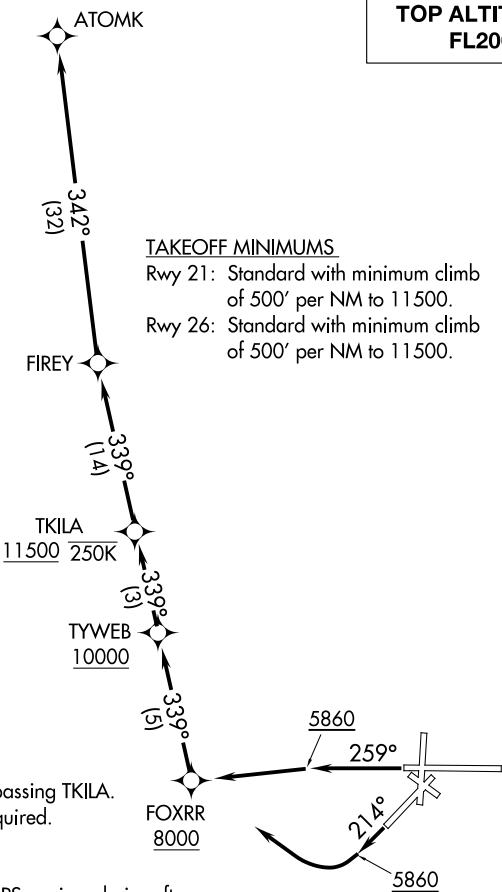 ATOMK
TOP ALTIT
FL20
342°
(32)
TAKEOFF MINIMUMS
Rwy 21: Standard with minimum climb
of 500' per NM to 11500.
Rwy 26: Standard with minimum climb
of 500' per NM to 11500.
FIREY
339°
(14)
TKILA
11500 250K
339°
(3)
TYWEB
10000
339°
(5)
5860
259°
passing TKILA.
FOXRR
8000
214°
5860